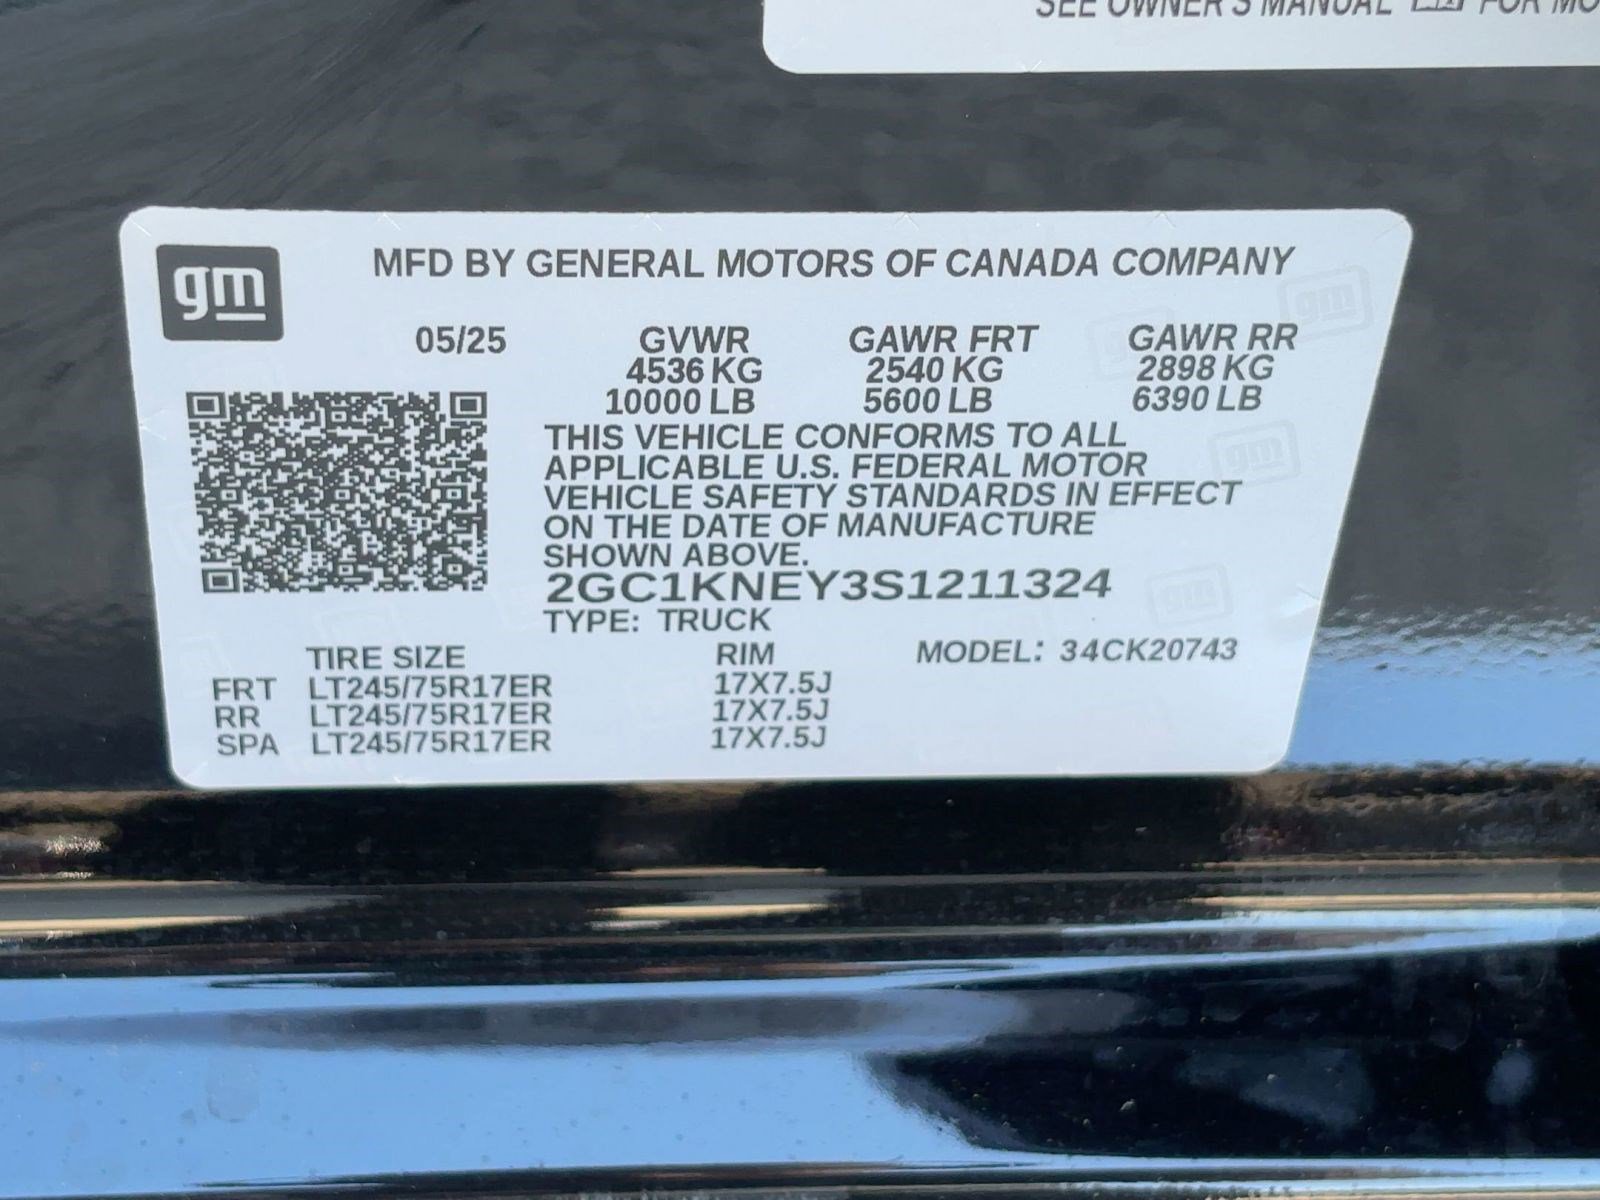 SEE OWNER'S MANUAL FOR MO
gm
MFD BY GENERAL MOTORS OF CANADA COMPANY
05/25 GVWR GAWR FRT GAWR RR
4536 KG 2540 KG 2898 KG
10000 LB 5600 LB 6390 LB
THIS VEHICLE CONFORMS TO ALL
APPLICABLE U.S. FEDERAL MOTOR
VEHICLE SAFETY STANDARDS IN EFFECT
ON THE DATE OF MANUFACTURE
SHOWN ABOVE.
2GC1KNEY3S1211324
TYPE: TRUCK
TIRE SIZE RIM MODEL: 34CK20743
FRT LT245/75R17ER 17X7.5J
RR LT245/75R17ER 17X7.5J
SPA LT245/75R17ER 17X7.5J